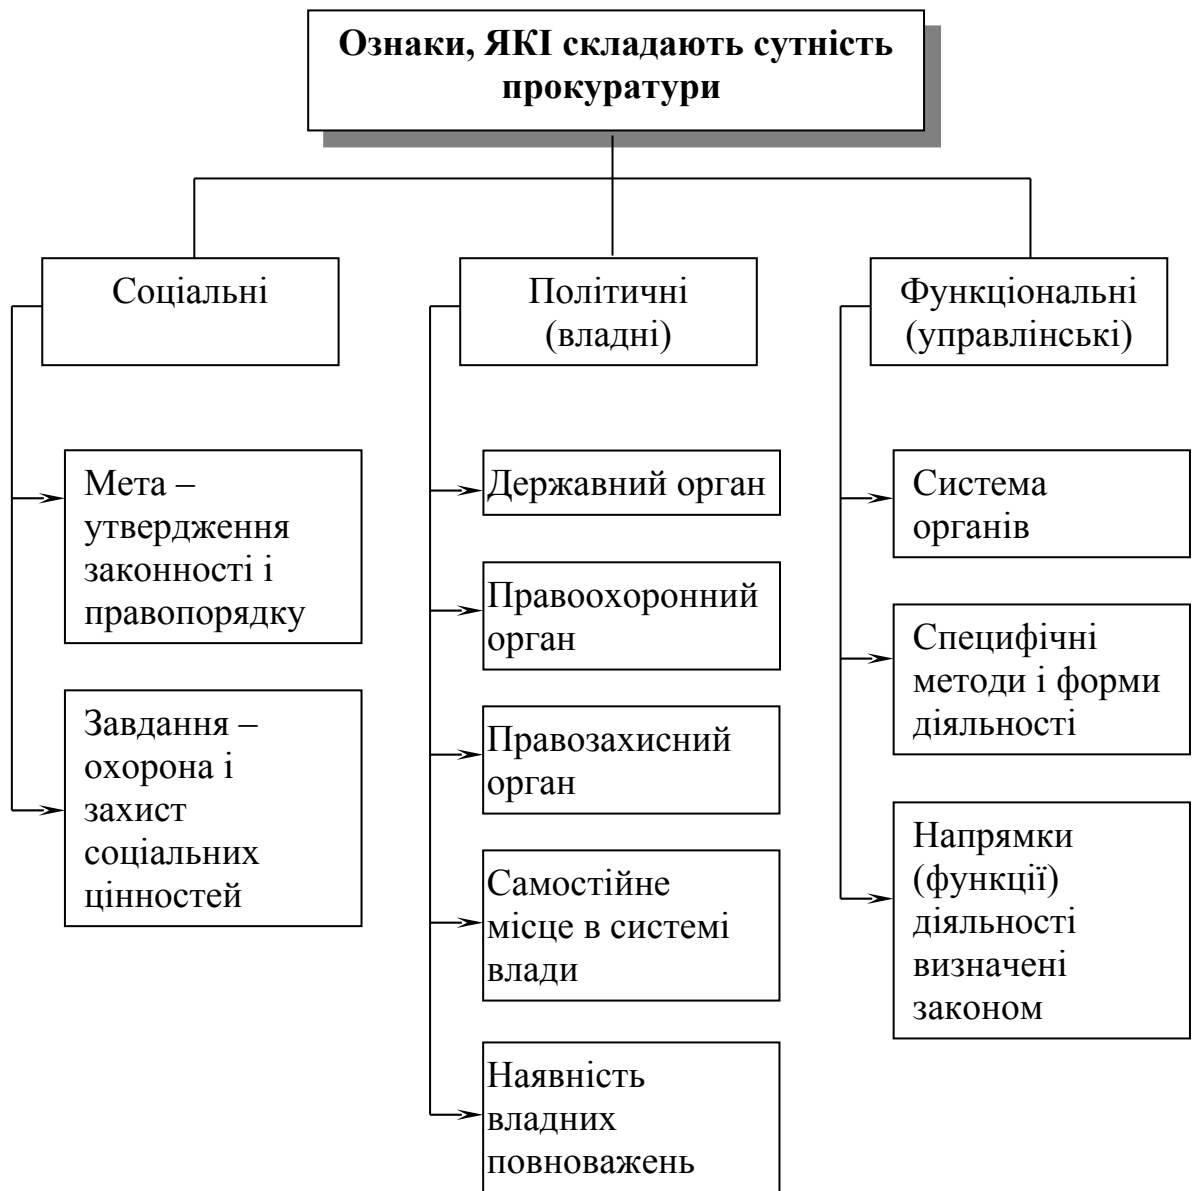 Ознаки, ЯКІ складають сутність
прокуратури
Соціальні
Політичні
(владні)
Функціональні
(управлінські)
Мета –
утвердження
законності і
правопорядку
Завдання –
охорона і
захист
соціальних
цінностей
Державний орган
Правоохоронний
орган
Правозахисний
орган
Самостійне
місце в системі
влади
Наявність
владних
повноважень
Система
органів
Специфічні
методи і форми
діяльності
Напрямки
(функції)
діяльності
визначені
законом